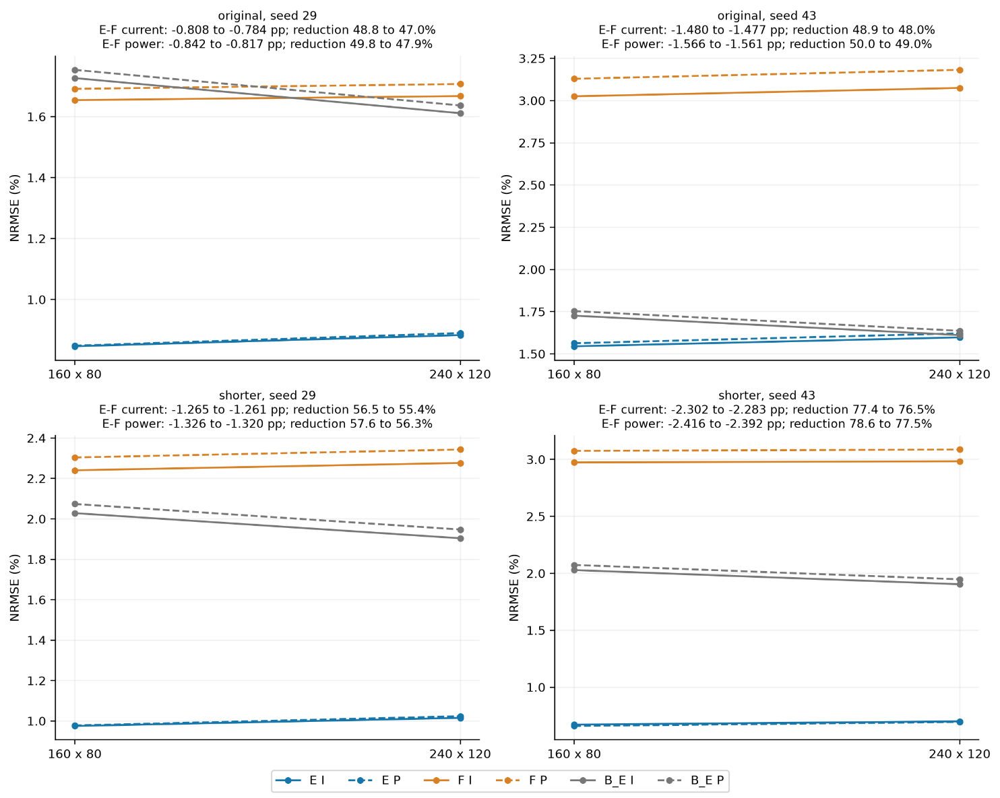 original, seed 29
E-F current: -0.808 to -0.784 pp; reduction 48.8 to 47.0%
E-F power: -0.842 to -0.817 pp; reduction 49.8 to 47.9%
NRMSE (%)
1.6
1.4
1.2
1.0
160 x 80
240 x 120
original, seed 43
E-F current: -1.480 to -1.477 pp; reduction 48.9 to 48.0%
E-F power: -1.566 to -1.561 pp; reduction 50.0 to 49.0%
NRMSE (%)
3.25
3.00
2.75
2.50
2.25
2.00
1.75
1.50
160 x 80
240 x 120
shorter, seed 29
E-F current: -1.265 to -1.261 pp; reduction 56.5 to 55.4%
E-F power: -1.326 to -1.320 pp; reduction 57.6 to 56.3%
NRMSE (%)
2.4
2.2
2.0
1.8
1.6
1.4
1.2
1.0
160 x 80
240 x 120
shorter, seed 43
E-F current: -2.302 to -2.283 pp; reduction 77.4 to 76.5%
E-F power: -2.416 to -2.392 pp; reduction 78.6 to 77.5%
NRMSE (%)
3.0
2.5
2.0
1.5
1.0
160 x 80
240 x 120
E I
E P
F I
F P
B_E I
B_E P